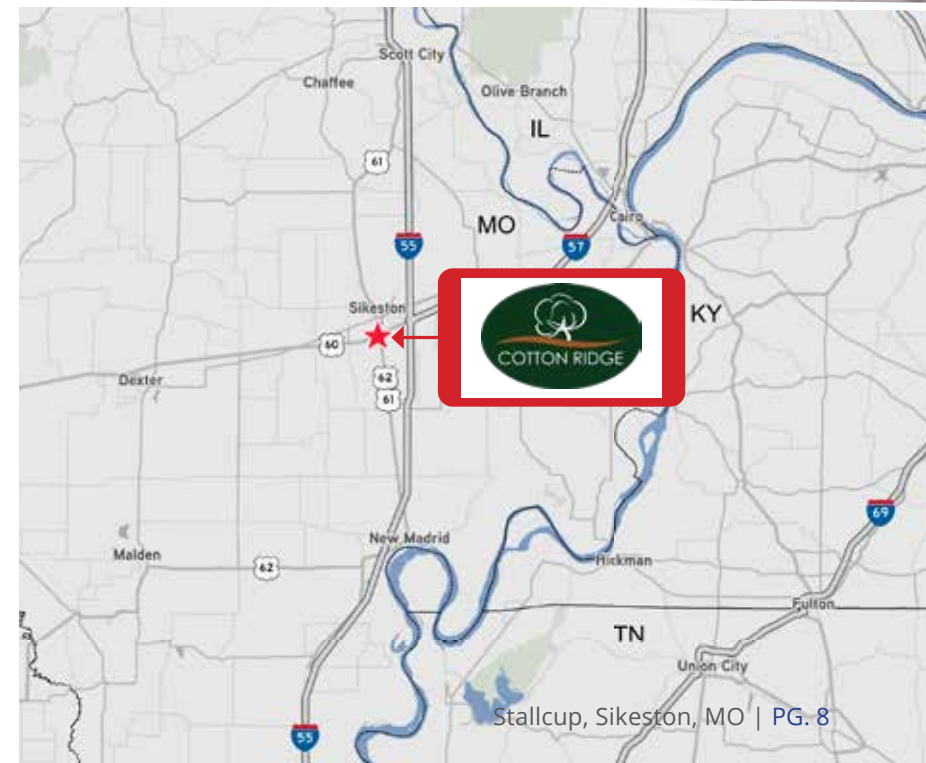 Scott City
Chaffee
Olive Branch
IL
61
Cairo
MO
55
57
Sikeston
KY
COTTON RIDGE
60
62
61
Dexter
69
New Madrid
Malden
62
Hickman
Fulton
TN
Union City
Stallcup, Sikeston, MO | PG. 8
55